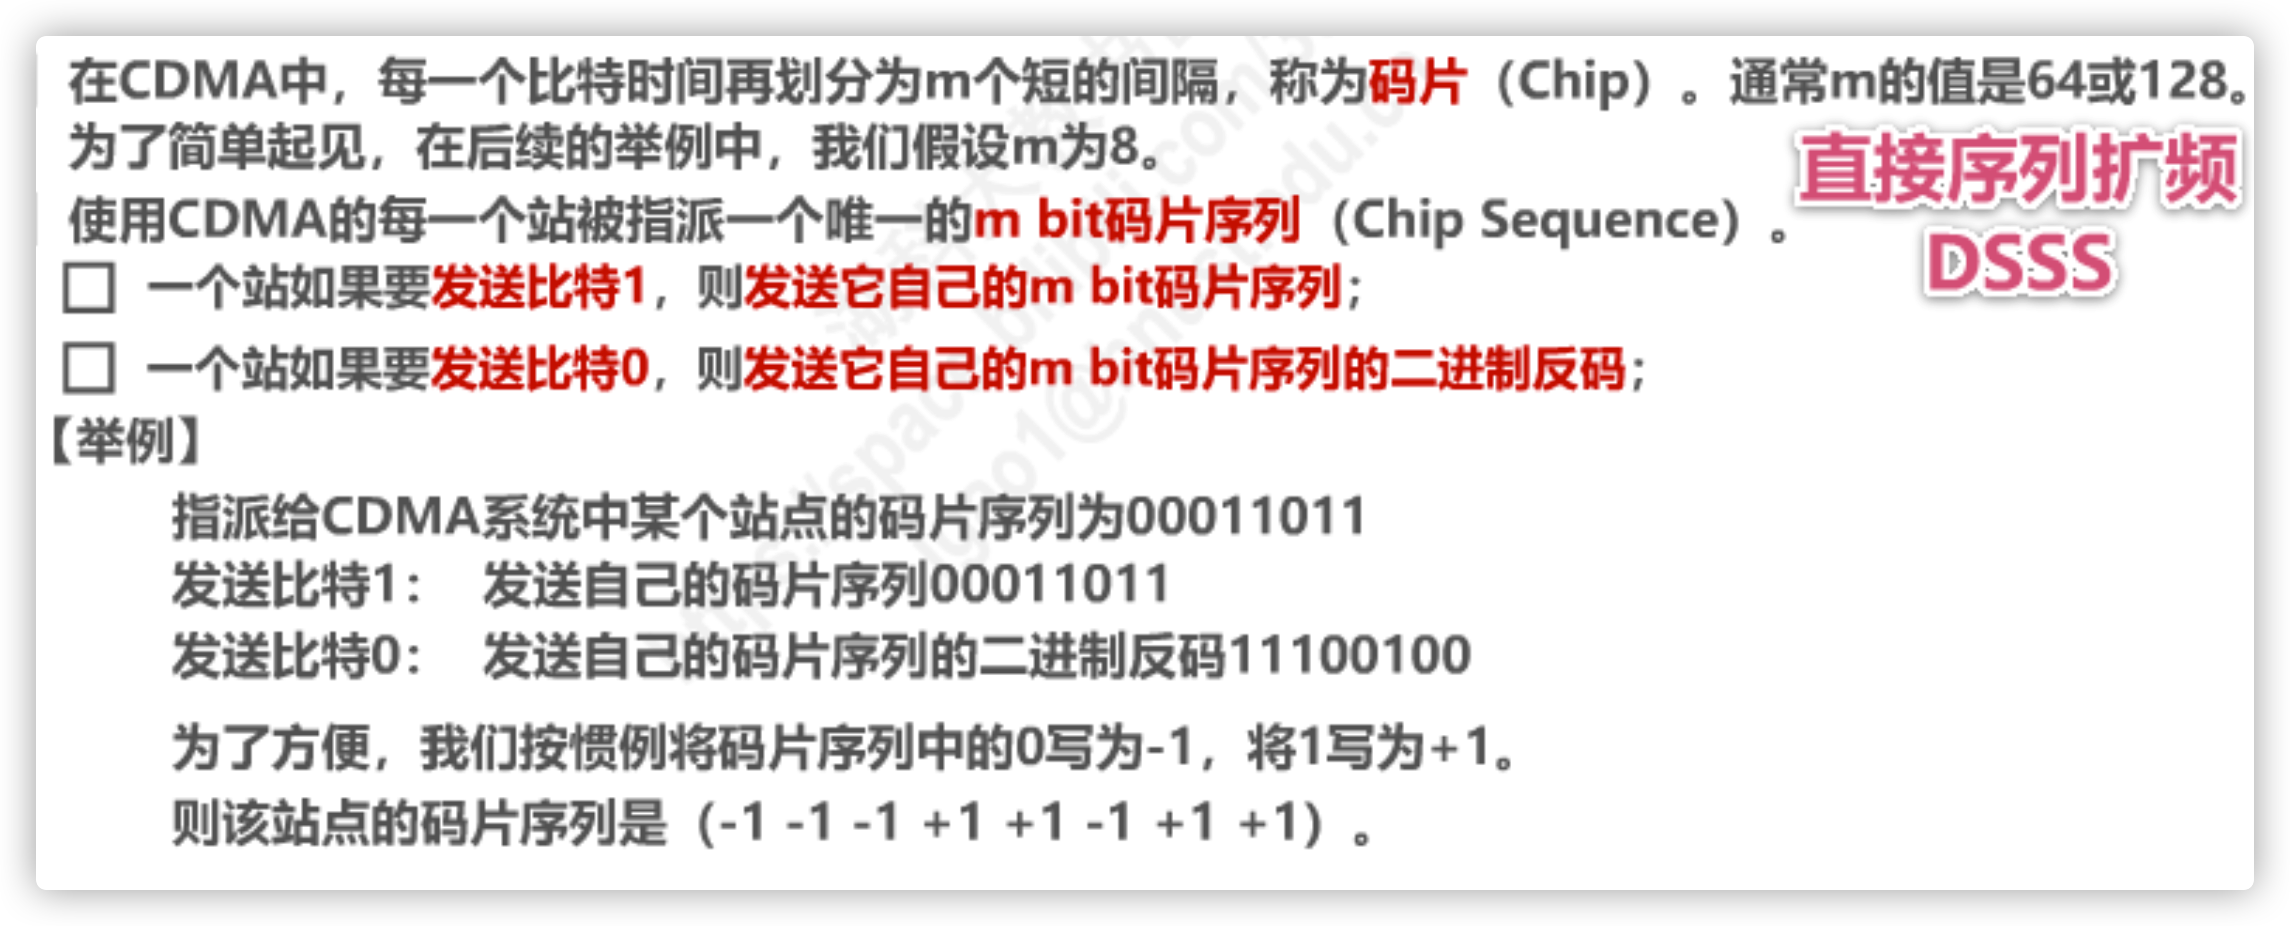 在CDMA中，每一个比特时间再划分为m个短的间隔，称为码片（Chip）。通常m的值是64或128。
为了简单起见，在后续的举例中，我们假设m为8。
直接序列扩频
DSSS
使用CDMA的每一个站被指派一个唯一的m bit码片序列（Chip Sequence）。
一个站如果要发送比特1，则发送它自己的m bit码片序列；
一个站如果要发送比特0，则发送它自己的m bit码片序列的二进制反码；
【举例】
指派给CDMA系统中某个站点的码片序列为00011011
发送比特1： 发送自己的码片序列00011011
发送比特0： 发送自己的码片序列的二进制反码11100100
为了方便，我们按惯例将码片序列中的0写为-1，将1写为+1。
则该站点的码片序列是（-1 -1 -1 +1 +1 -1 +1 +1）。